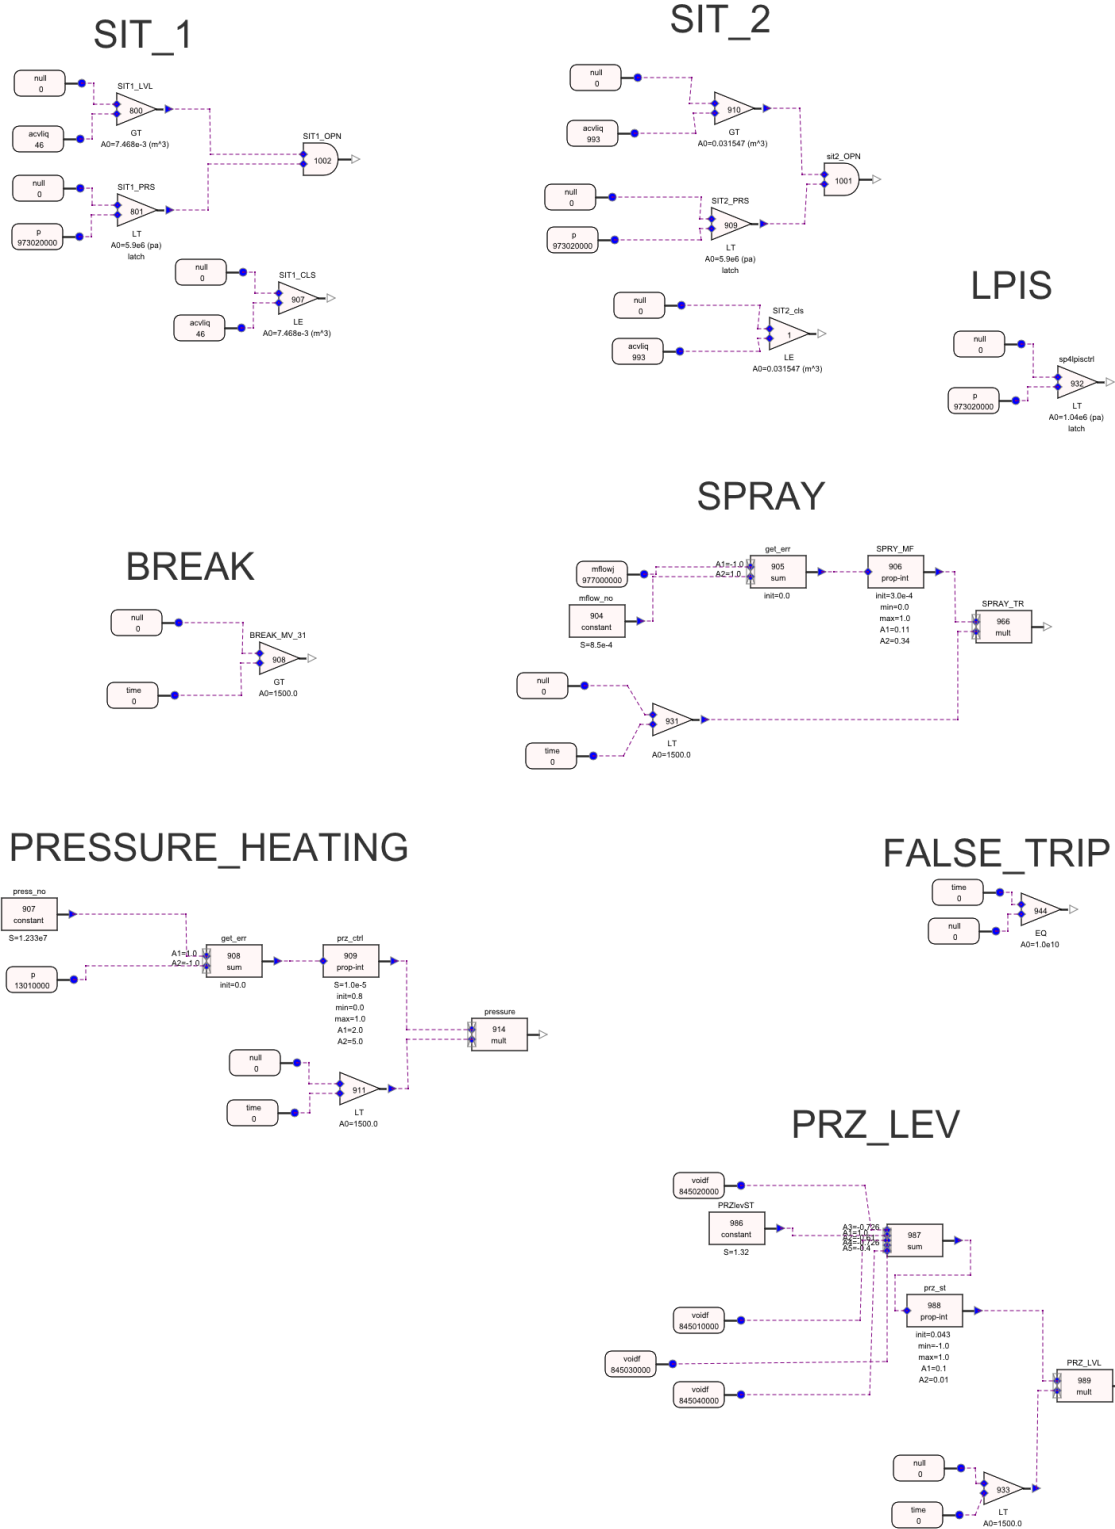 SIT_1
null
0
SIT1_LVL
800
GT
A0=7.468e-3 (m^3)
acvliq
46
null
0
SIT1_PRS
801
LT
A0=5.9e6 (pa)
latch
p
973020000
SIT1_OPN
1002
null
0
SIT1_CLS
907
LE
A0=7.468e-3 (m^3)
acvliq
46
SIT_2
null
0
910
GT
A0=0.031547 (m^3)
acvliq
993
null
0
SIT2_PRS
909
LT
A0=5.9e6 (pa)
latch
p
973020000
sit2_OPN
1001
null
0
SIT2_cls
1
LE
A0=0.031547 (m^3)
acvliq
993
LPIS
null
0
sp4lpisctrl
932
LT
A0=1.04e6 (pa)
latch
p
973020000
BREAK
null
0
BREAK_MV_31
908
GT
A0=1500.0
time
0
SPRAY
mflowj
977000000
mflow_no
904
constant
S=8.5e-4
A1=-1.0
A2=1.0
get_err
905
sum
init=0.0
SPRY_MF
906
prop-int
init=3.0e-4
min=0.0
max=1.0
A1=0.11
A2=0.34
SPRAY_TR
966
mult
null
0
931
LT
A0=1500.0
time
0
PRESSURE_HEATING
press_no
907
constant
S=1.233e7
p
13010000
A1=1.0
A2=-1.0
get_err
908
sum
init=0.0
prz_ctrl
909
prop-int
S=1.0e-5
init=0.8
min=0.0
max=1.0
A1=2.0
A2=5.0
pressure
914
mult
null
0
911
LT
A0=1500.0
time
0
FALSE_TRIP
time
0
944
EQ
A0=1.0e10
null
0
PRZ_LEV
voidf
845020000
PRZlevST
986
constant
S=1.32
A3=-0.726
A1=1.0
A5=-0.4
987
sum
voidf
845010000
voidf
845030000
voidf
845040000
prz_st
988
prop-int
init=0.043
min=-1.0
max=1.0
A1=0.1
A2=0.01
PRZ_LVL
989
mult
null
0
933
LT
A0=1500.0
time
0